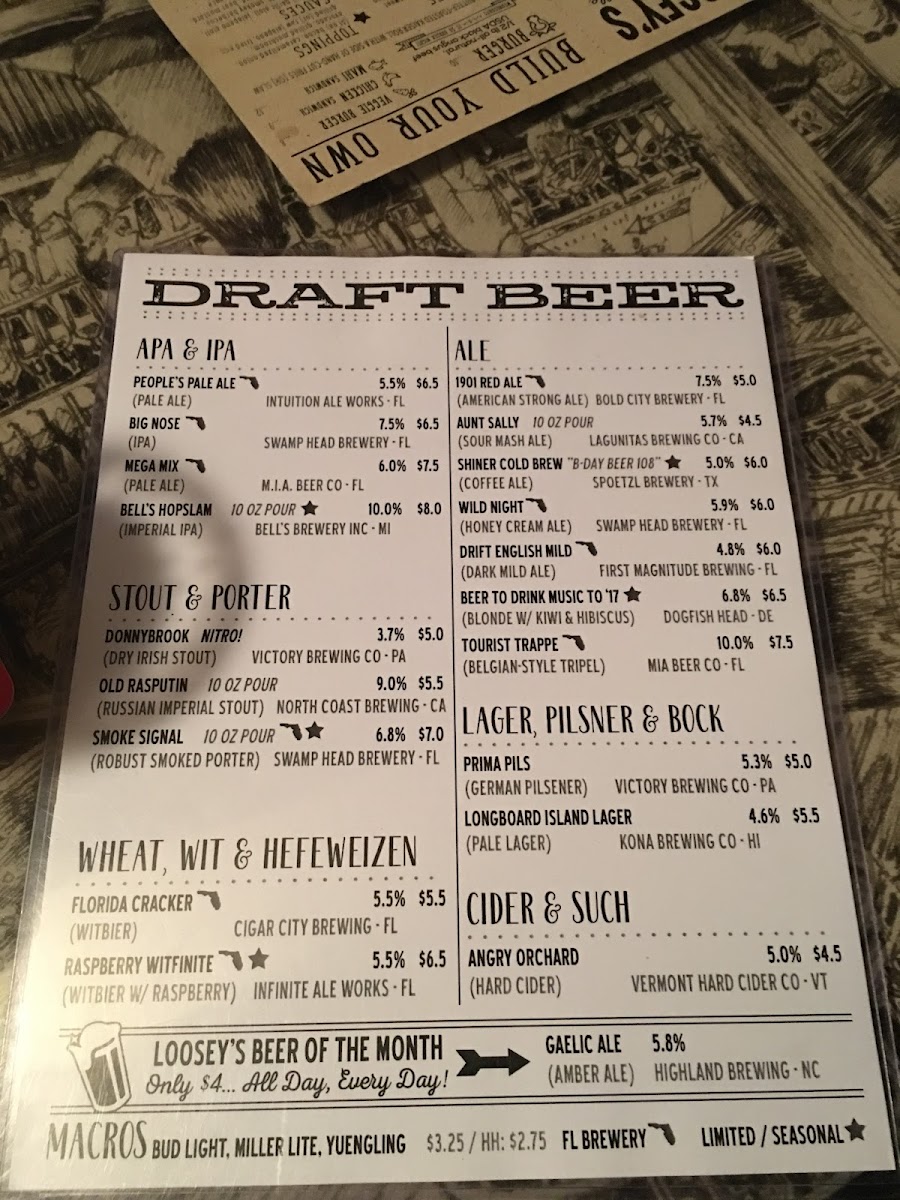 LOOSEY'S
BUILD YOUR OWN
BURGER
CHICKEN SANDWICH
MAHI SANDWICH
VEGGIE BURGER
TOPPINGS
SAUCES
DRAFT BEER
APA & IPA
PEOPLE'S PALE ALE 5.5% $6.5
(PALE ALE) INTUITION ALE WORKS - FL
BIG NOSE 7.5% $6.5
(IPA) SWAMP HEAD BREWERY - FL
MEGA MIX 6.0% $7.5
(PALE ALE) M.I.A. BEER CO - FL
BELL'S HOPSLAM 10 OZ POUR ★ 10.0% $8.0
(IMPERIAL IPA) BELL'S BREWERY INC - MI
STOUT & PORTER
DONNYBROOK NITRO! 3.7% $5.0
(DRY IRISH STOUT) VICTORY BREWING CO - PA
OLD RASPUTIN 10 OZ POUR 9.0% $5.5
(RUSSIAN IMPERIAL STOUT) NORTH COAST BREWING - CA
SMOKE SIGNAL 10 OZ POUR ★ 6.8% $7.0
(ROBUST SMOKED PORTER) SWAMP HEAD BREWERY - FL
WHEAT, WIT & HEFEWEIZEN
FLORIDA CRACKER 5.5% $5.5
(WITBIER) CIGAR CITY BREWING - FL
RASPBERRY WITFINITE ★ 5.5% $6.5
(WITBIER W/ RASPBERRY) INFINITE ALE WORKS - FL
ALE
1901 RED ALE 7.5% $5.0
(AMERICAN STRONG ALE) BOLD CITY BREWERY - FL
AUNT SALLY 10 OZ POUR 5.7% $4.5
(SOUR MASH ALE) LAGUNITAS BREWING CO - CA
SHINER COLD BREW "B-DAY BEER 108" ★ 5.0% $6.0
(COFFEE ALE) SPOETZL BREWERY - TX
WILD NIGHT 5.9% $6.0
(HONEY CREAM ALE) SWAMP HEAD BREWERY - FL
DRIFT ENGLISH MILD 4.8% $6.0
(DARK MILD ALE) FIRST MAGNITUDE BREWING - FL
BEER TO DRINK MUSIC TO '17 ★ 6.8% $6.5
(BLONDE W/ KIWI & HIBISCUS) DOGFISH HEAD - DE
TOURIST TRAPPE 10.0% $7.5
(BELGIAN-STYLE TRIPEL) MIA BEER CO - FL
LAGER, PILSNER & BOCK
PRIMA PILS 5.3% $5.0
(GERMAN PILSENER) VICTORY BREWING CO - PA
LONGBOARD ISLAND LAGER 4.6% $5.5
(PALE LAGER) KONA BREWING CO - HI
CIDER & SUCH
ANGRY ORCHARD 5.0% $4.5
(HARD CIDER) VERMONT HARD CIDER CO - VT
LOOSEY'S BEER OF THE MONTH
Only $4... All Day, Every Day!
GAELIC ALE 5.8%
(AMBER ALE) HIGHLAND BREWING - NC
MACROS BUD LIGHT, MILLER LITE, YUENGLING $3.25 / HH: $2.75 FL BREWERY LIMITED / SEASONAL ★